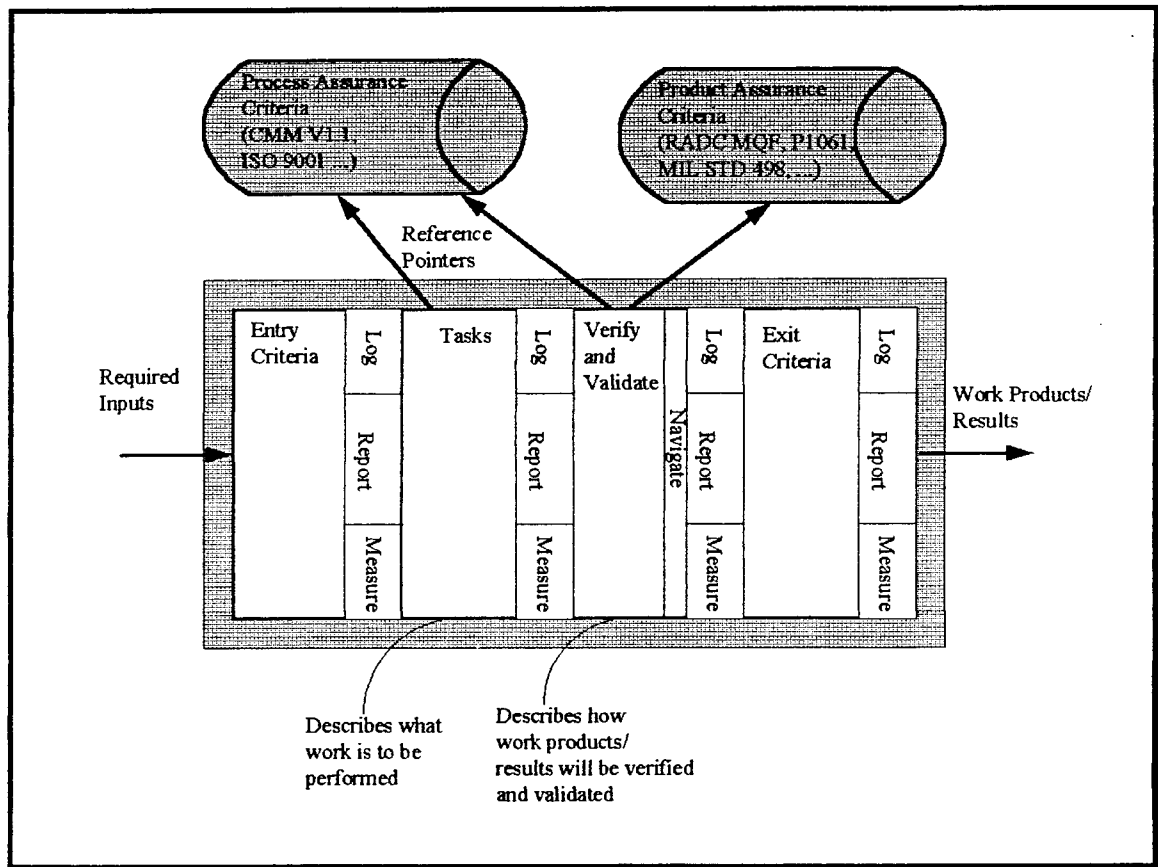 Process Assurance
Criteria
(CMM V1.1,
ISO 9001 ...)
Product Assurance
Criteria
(RADC MQF, P1061,
MIL STD 498, ...)
Reference
Pointers
Required
Inputs
Entry
Criteria
Log
Report
Measure
Tasks
Log
Report
Measure
Verify
and
Validate
Navigate
Log
Report
Measure
Exit
Criteria
Log
Report
Measure
Work Products/
Results
Describes what
work is to be
performed
Describes how
work products/
results will be verified
and validated